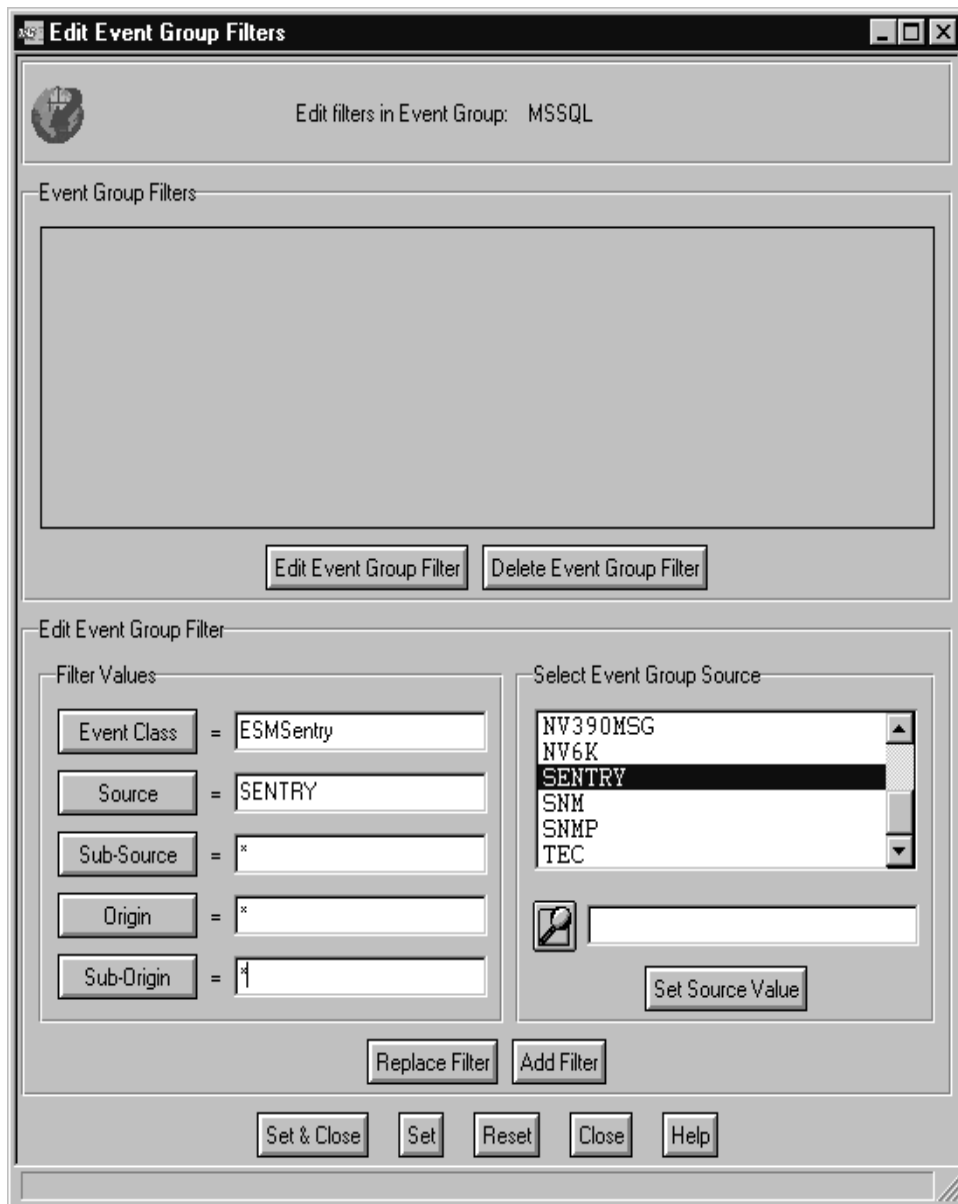 Edit Event Group Filters
Edit filters in Event Group: MSSQL
Event Group Filters
Edit Event Group Filter
Delete Event Group Filter
Edit Event Group Filter
Filter Values
Event Class = ESMSentry
Source = SENTRY
Sub-Source = *
Origin = *
Sub-Origin = *
Select Event Group Source
NV390MSG
NV6K
SENTRY
SNM
SNMP
TEC
Set Source Value
Replace Filter
Add Filter
Set & Close
Set
Reset
Close
Help